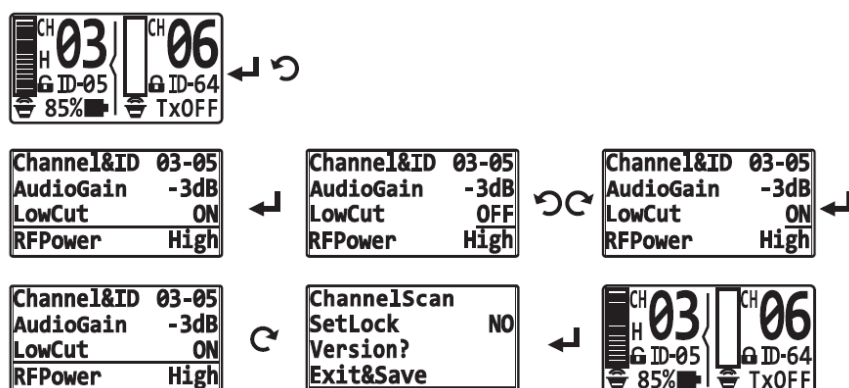 CH 03 CH 06
H
ID-05 ID-64
85% TxOFF
Channel&ID 03-05
AudioGain -3dB
LowCut ON
RFPower High
Channel&ID 03-05
AudioGain -3dB
LowCut OFF
RFPower High
Channel&ID 03-05
AudioGain -3dB
LowCut ON
RFPower High
Channel&ID 03-05
AudioGain -3dB
LowCut ON
RFPower High
ChannelScan
SetLock NO
Version?
Exit&Save
CH 03 CH 06
H
ID-05 ID-64
85% TxOFF